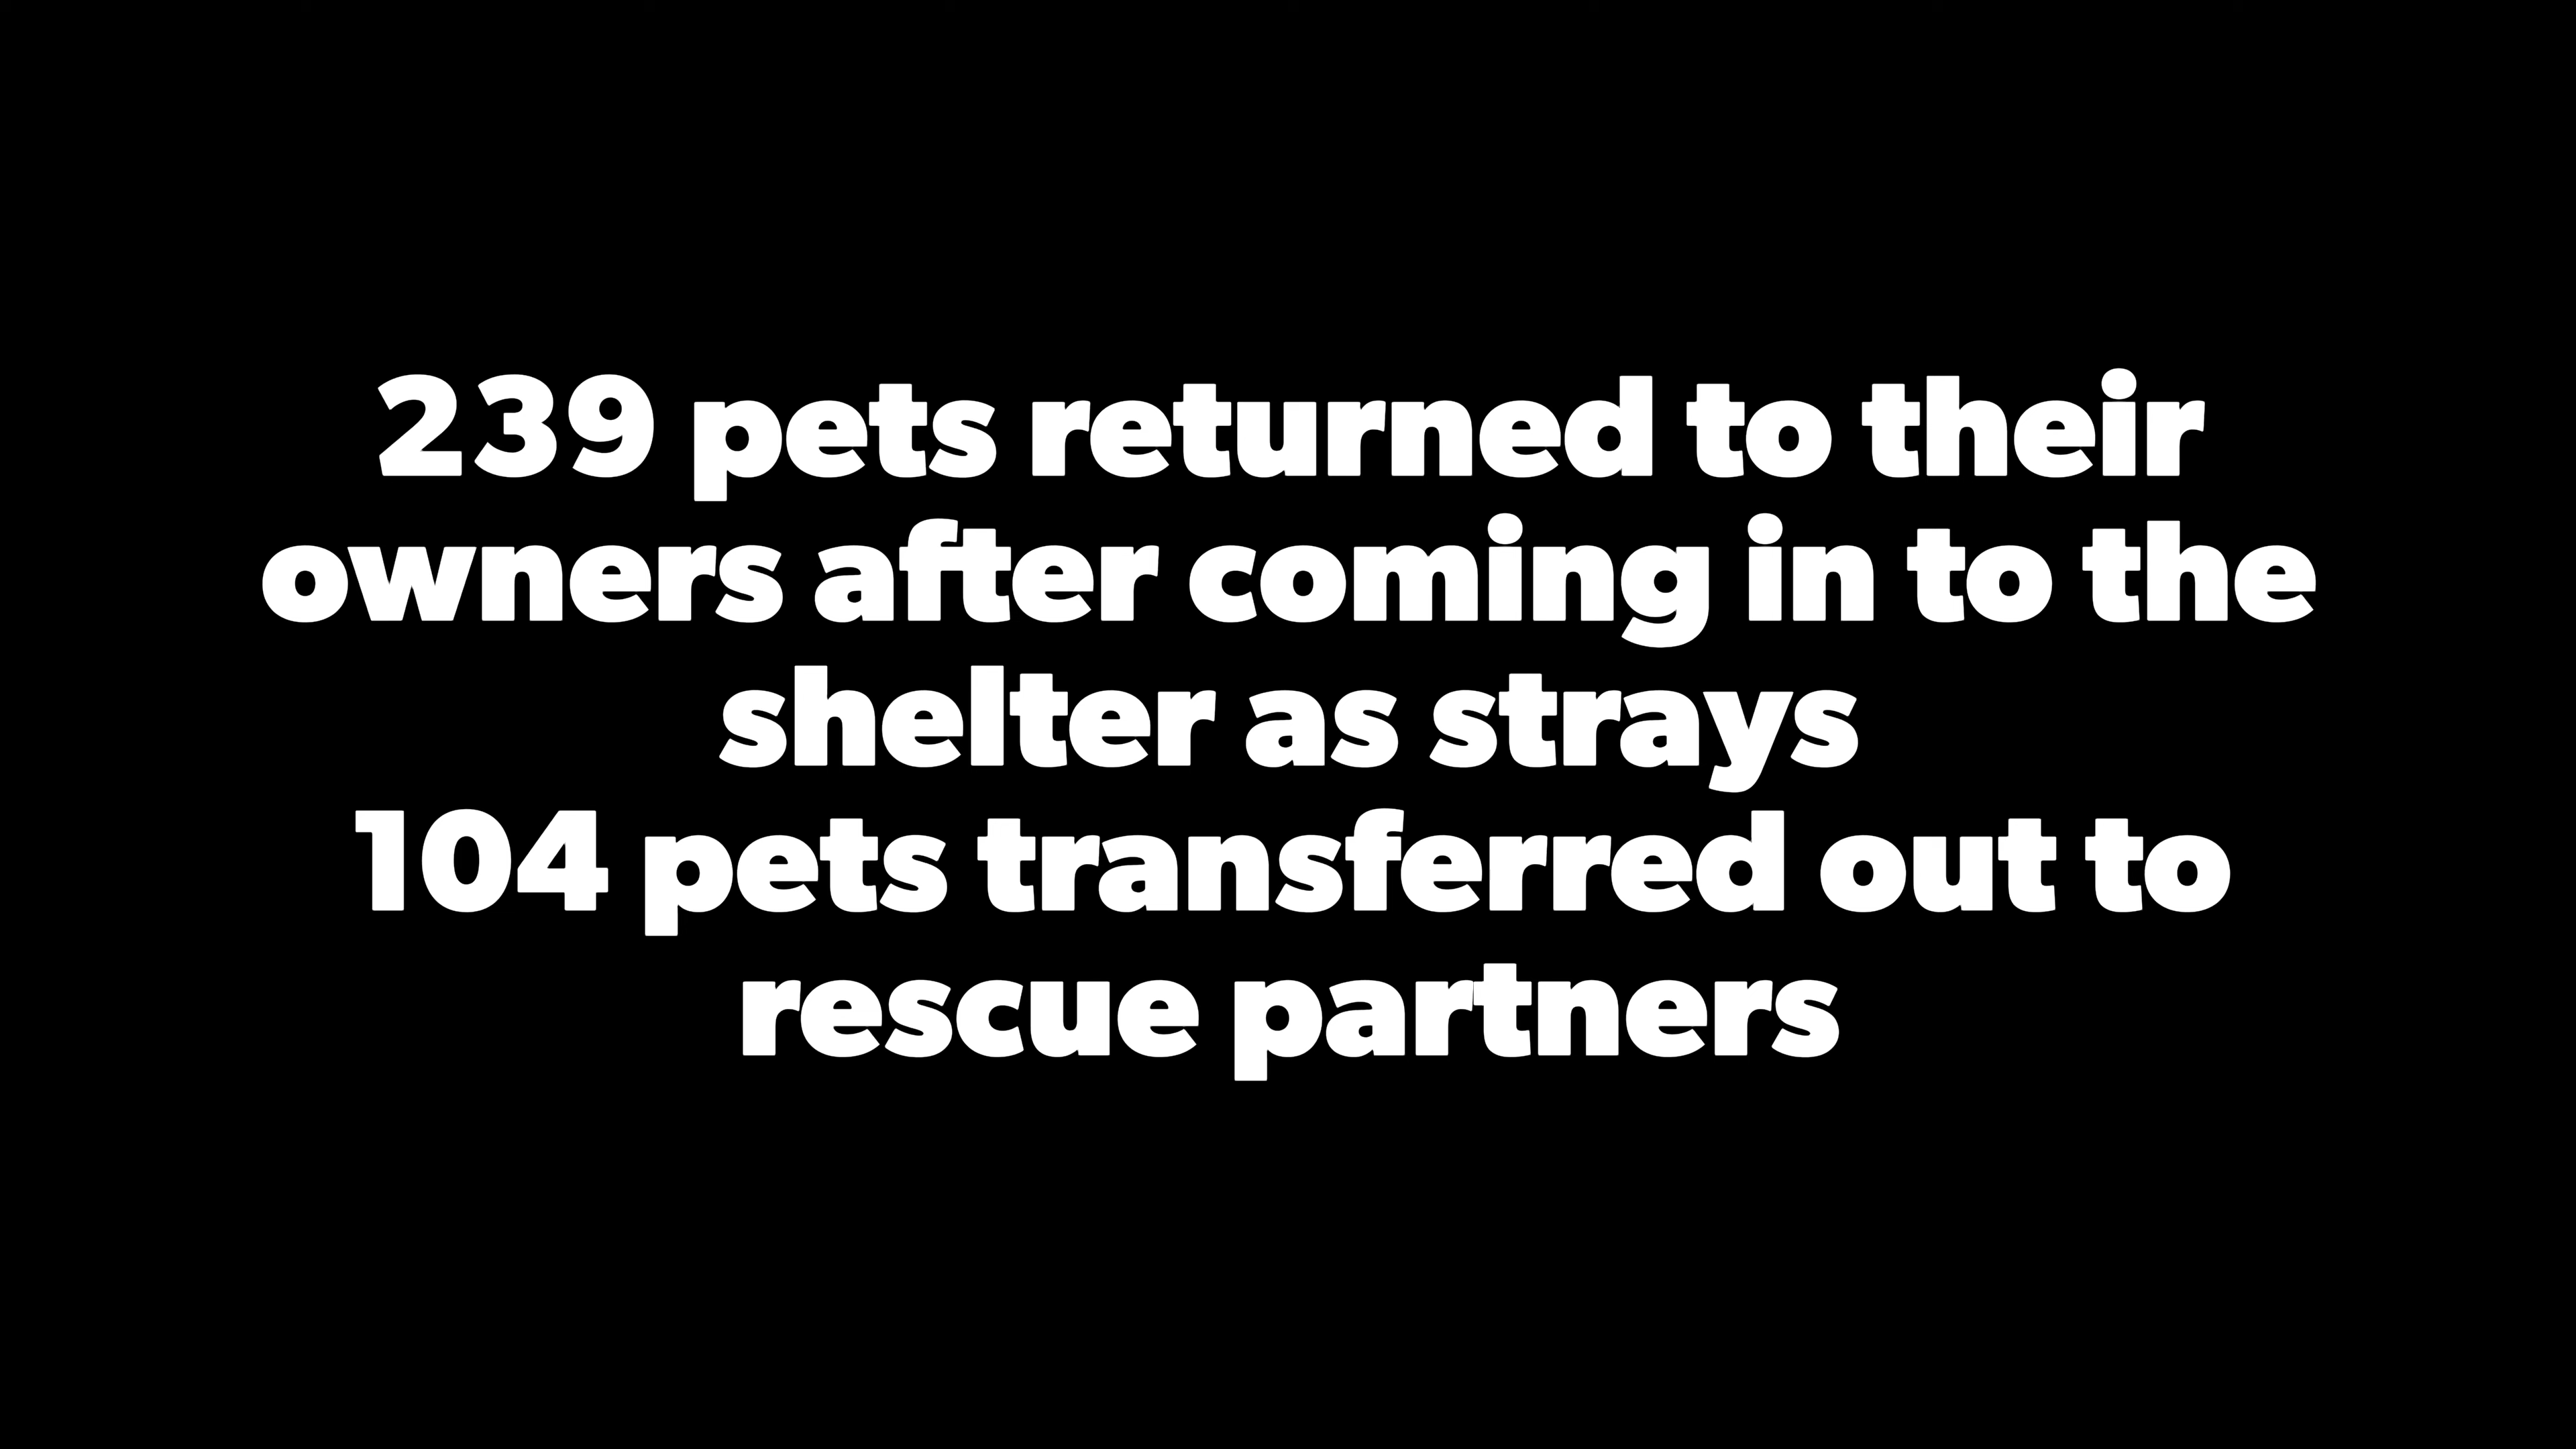 239 pets returned to their
owners after coming in to the
shelter as strays
104 pets transferred out to
rescue partners